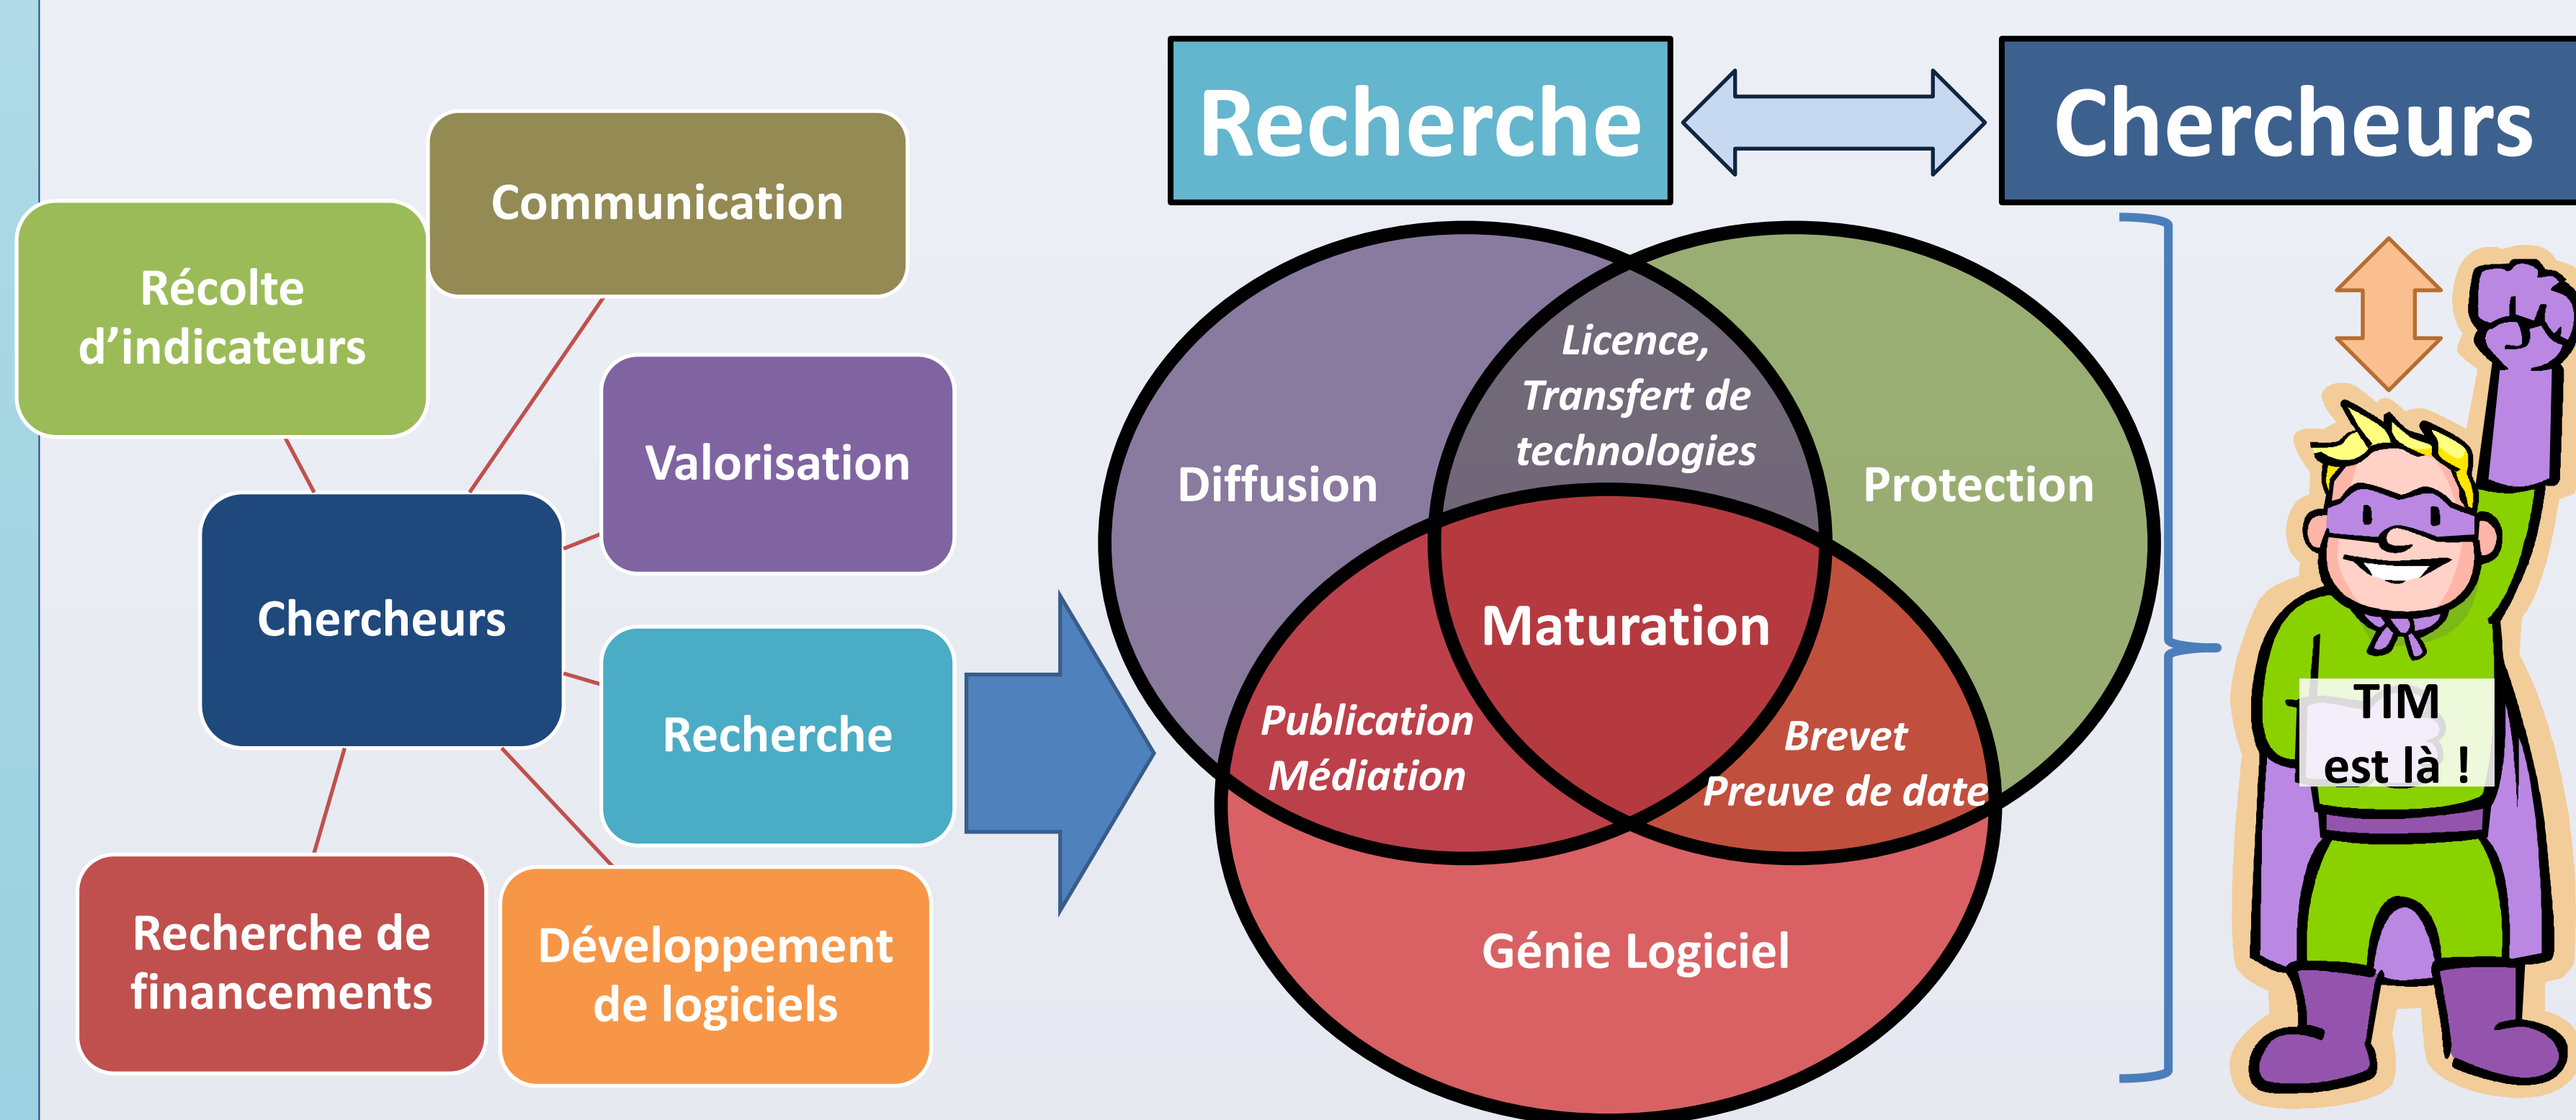 Communication
Récolte
d’indicateurs
Valorisation
Chercheurs
Recherche
Recherche de
financements
Développement
de logiciels
Recherche
Chercheurs
Licence,
Transfert de
technologies
Diffusion
Protection
Maturation
Publication
Médiation
Brevet
Preuve de date
Génie Logiciel
TIM
est là !